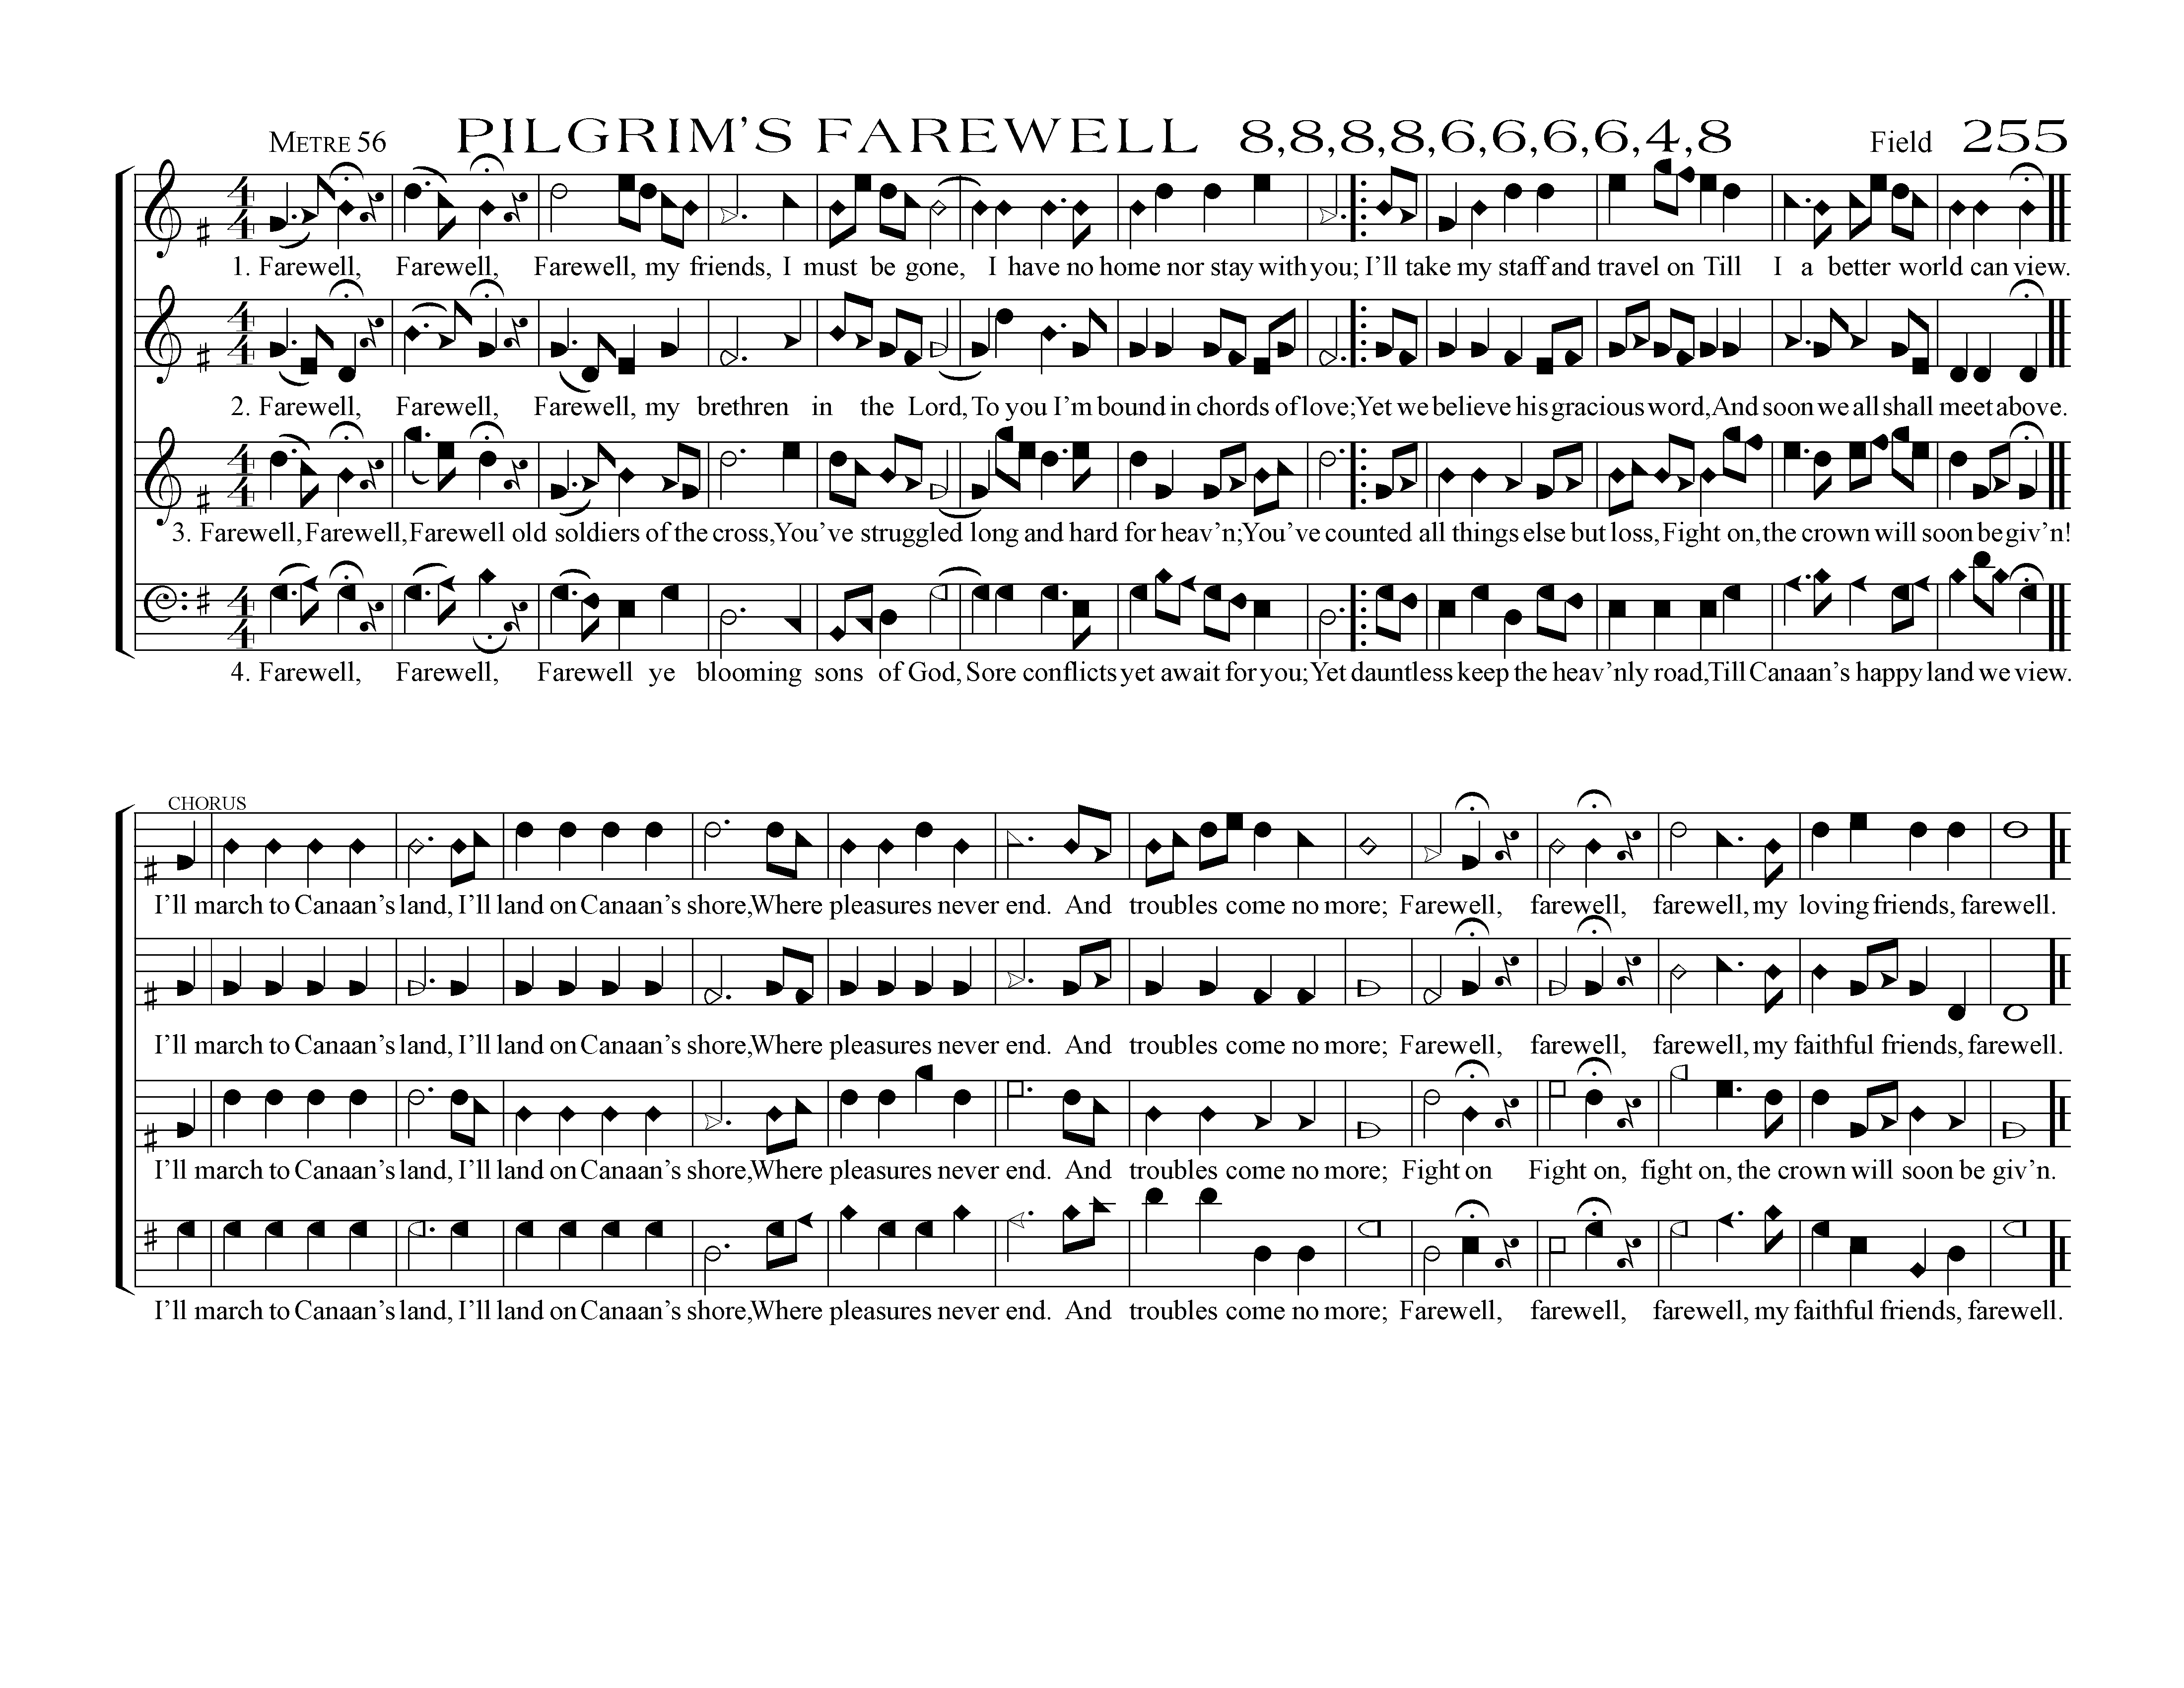 METRE 56 PILGRIM'S FAREWELL 8,8,8,8,6,6,6,6,4,8 Field 255
4 4
1. Farewell, Farewell, Farewell, my friends, I must be gone, I have no home nor stay with you; I'll take my staff and travel on Till I a better world can view.
4 4
2. Farewell, Farewell, Farewell, my brethren in the Lord, To you I'm bound in chords of love; Yet we believe his gracious word, And soon we all shall meet above.
4 4
3. Farewell, Farewell, Farewell old soldiers of the cross, You've struggled long and hard for heav'n; You've counted all things else but loss, Fight on, the crown will soon be giv'n!
4 4
4. Farewell, Farewell, Farewell ye blooming sons of God, Sore conflicts yet await for you; Yet dauntless keep the heav'nly road, Till Canaan's happy land we view.
CHORUS
I'll march to Canaan's land, I'll land on Canaan's shore, Where pleasures never end. And troubles come no more; Farewell, farewell, farewell, my loving friends, farewell.
I'll march to Canaan's land, I'll land on Canaan's shore, Where pleasures never end. And troubles come no more; Farewell, farewell, farewell, my faithful friends, farewell.
I'll march to Canaan's land, I'll land on Canaan's shore, Where pleasures never end. And troubles come no more; Fight on Fight on, fight on, the crown will soon be giv'n.
I'll march to Canaan's land, I'll land on Canaan's shore, Where pleasures never end. And troubles come no more; Farewell, farewell, farewell, my faithful friends, farewell.